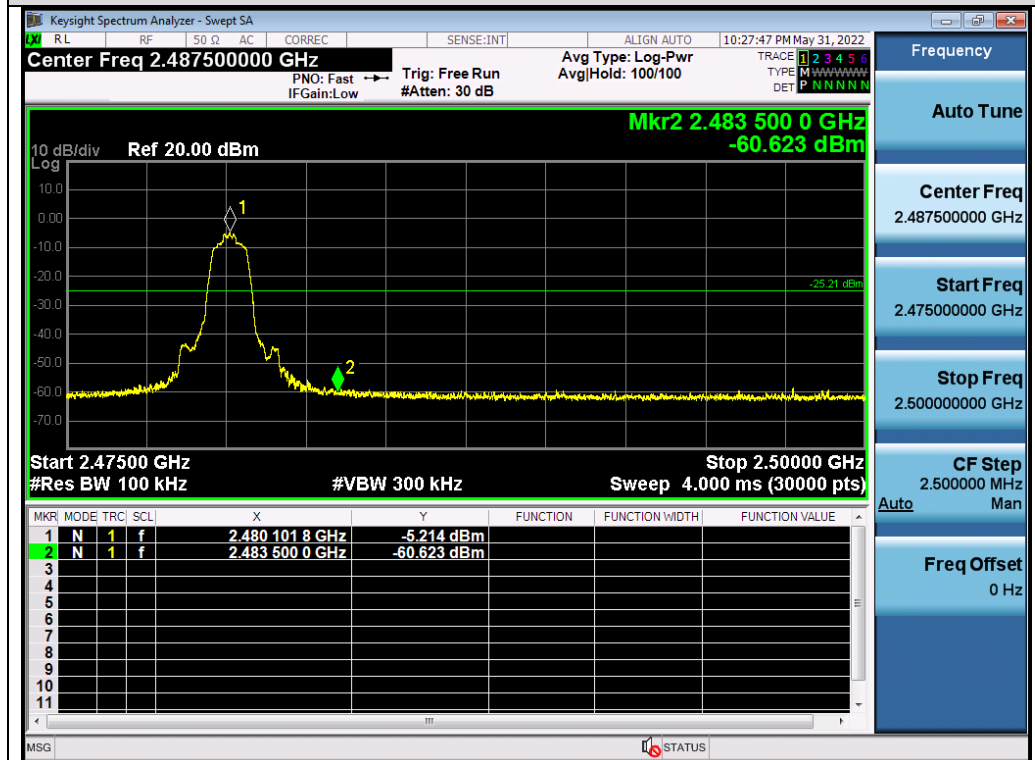 Keysight Spectrum Analyzer - Swept SA
LXI RL RF 50 Ω AC CORREC SENSE:INT ALIGN AUTO 10:27:47 PM May 31, 2022
Center Freq 2.487500000 GHz
PNO: Fast
IFGain:Low
Trig: Free Run
#Atten: 30 dB
Avg Type: Log-Pwr
Avg|Hold: 100/100
TRACE 1 2 3 4 5 6
TYPE M WWWWW
DET P N N N N N
Mkr2 2.483 500 0 GHz
-60.623 dBm
10 dB/div Ref 20.00 dBm
Log
10.0
0.00
-10.0
-20.0
-30.0
-40.0
-50.0
-60.0
-70.0
1
-25.21 dBm
2
Start 2.47500 GHz Stop 2.50000 GHz
#Res BW 100 kHz #VBW 300 kHz Sweep 4.000 ms (30000 pts)
MKR MODE TRC SCL X Y FUNCTION FUNCTION WIDTH FUNCTION VALUE
1 N 1 f 2.480 101 8 GHz -5.214 dBm
2 N 1 f 2.483 500 0 GHz -60.623 dBm
3
4
5
6
7
8
9
10
11
MSG STATUS
Frequency
Auto Tune
Center Freq
2.487500000 GHz
Start Freq
2.475000000 GHz
Stop Freq
2.500000000 GHz
CF Step
2.500000 MHz
Auto Man
Freq Offset
0 Hz